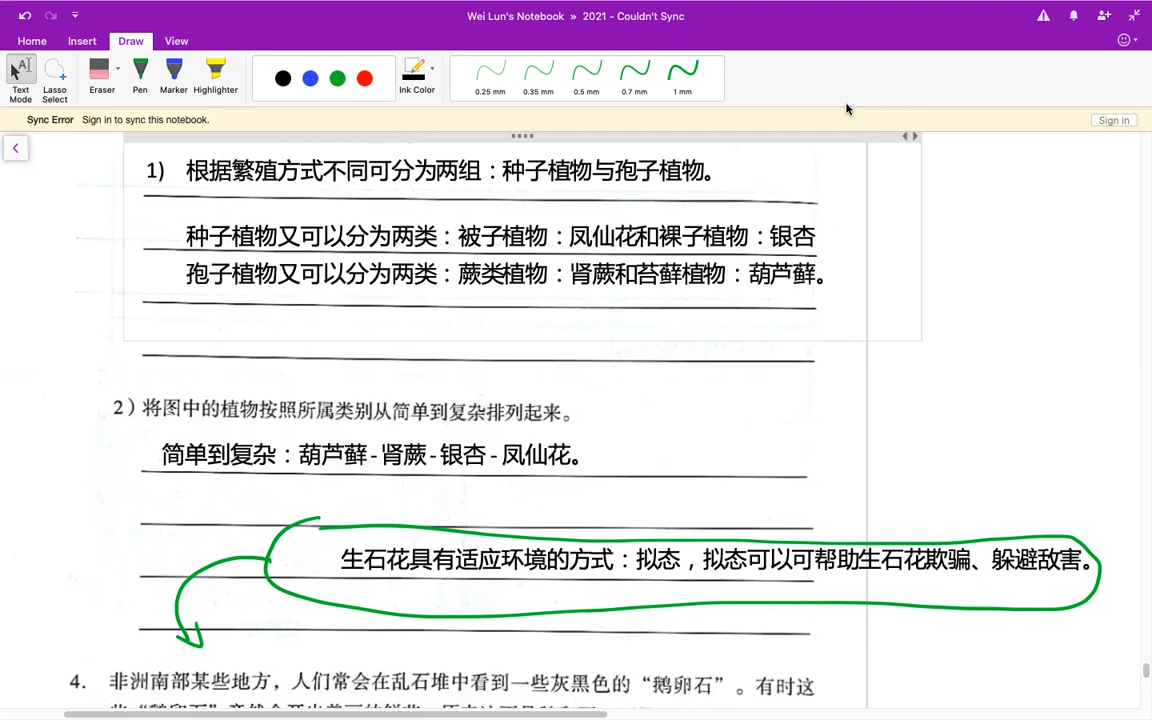 Wei Lun's Notebook » 2021 - Couldn't Sync
Home Insert Draw View
Text Mode
Lasso Select
Eraser
Pen
Marker
Highlighter
Ink Color
0.25 mm
0.35 mm
0.5 mm
0.7 mm
1 mm
Sync Error Sign in to sync this notebook.
Sign in
1) 根据繁殖方式不同可分为两组：种子植物与孢子植物。
种子植物又可以分为两类：被子植物：凤仙花和裸子植物：银杏
孢子植物又可以分为两类：蕨类植物：肾蕨和苔藓植物：葫芦藓。
2）将图中的植物按照所属类别从简单到复杂排列起来。
简单到复杂：葫芦藓-肾蕨-银杏-凤仙花。
生石花具有适应环境的方式：拟态，拟态可以可帮助生石花欺骗、躲避敌害。
4. 非洲南部某些地方，人们常会在乱石堆中看到一些灰黑色的“鹅卵石”。有时这